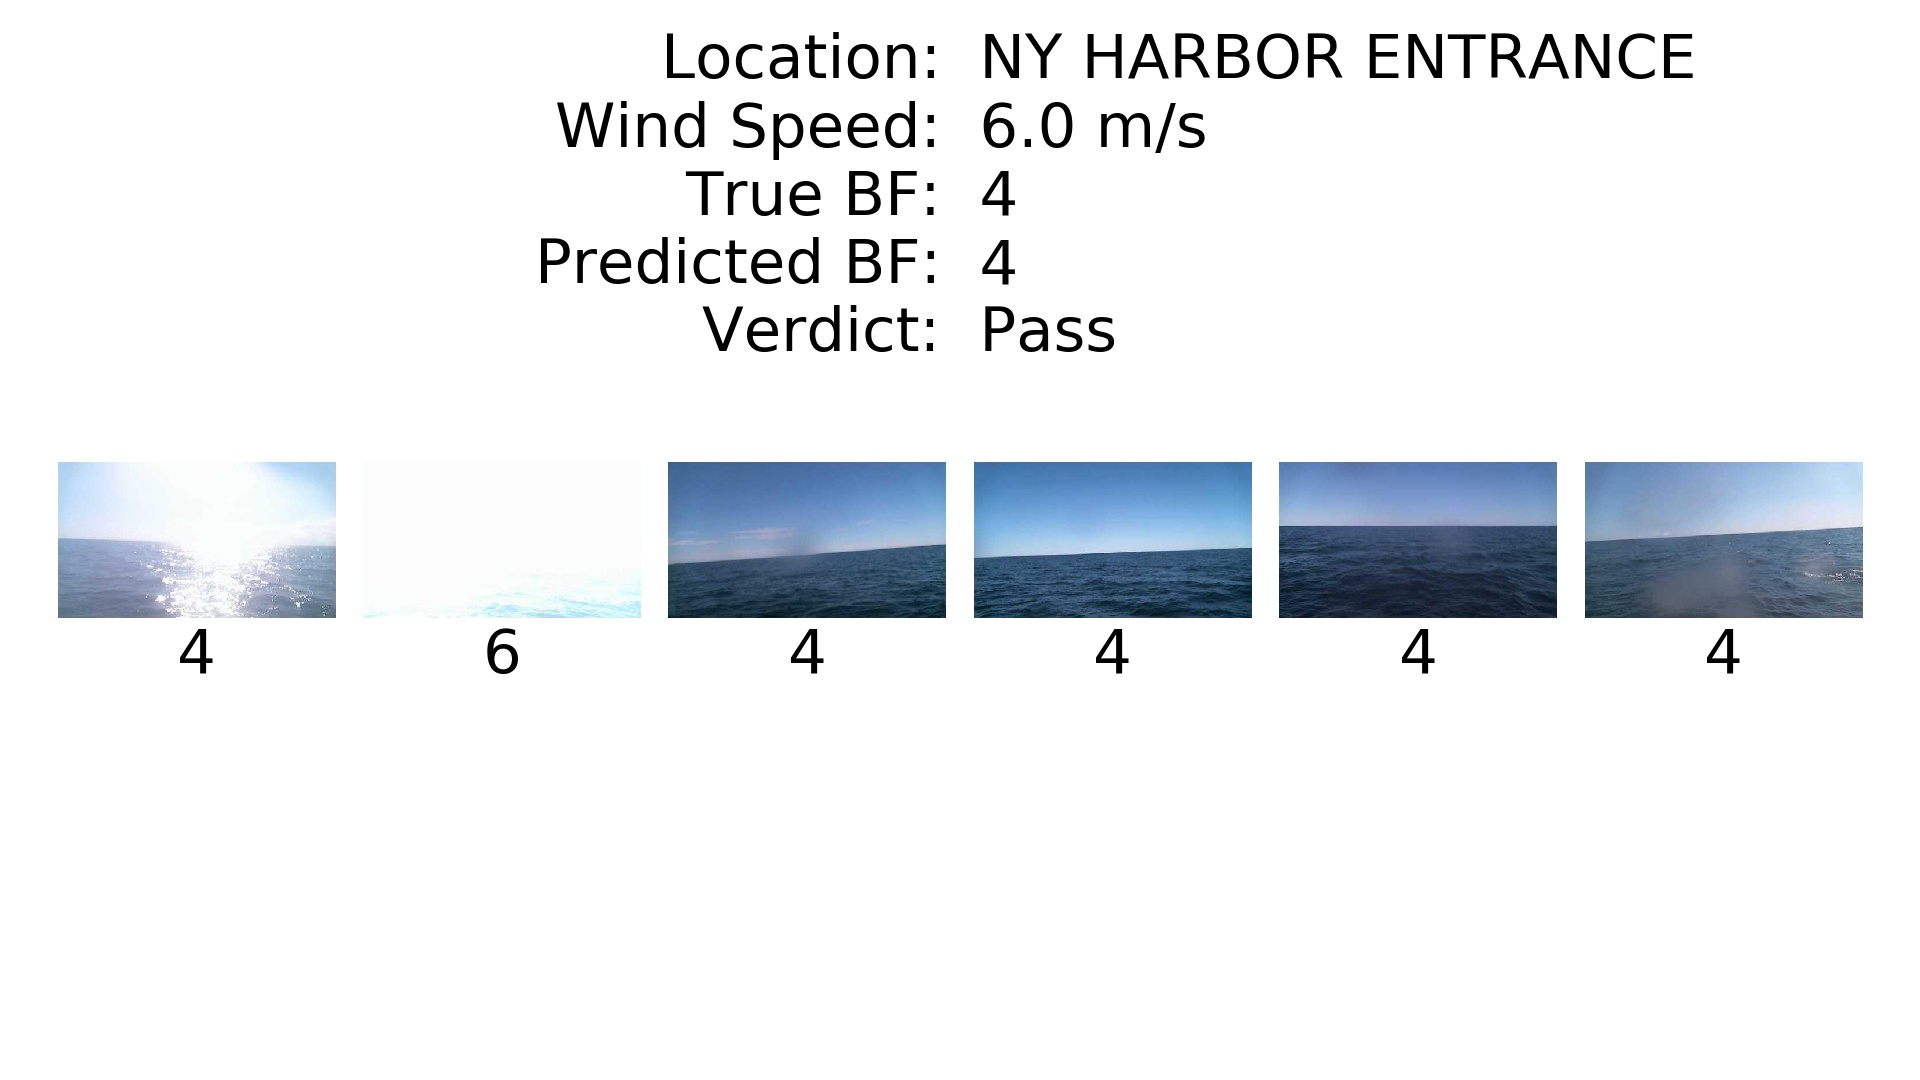 Location: NY HARBOR ENTRANCE
Wind Speed: 6.0 m/s
True BF: 4
Predicted BF: 4
Verdict: Pass
4 6 4 4 4 4